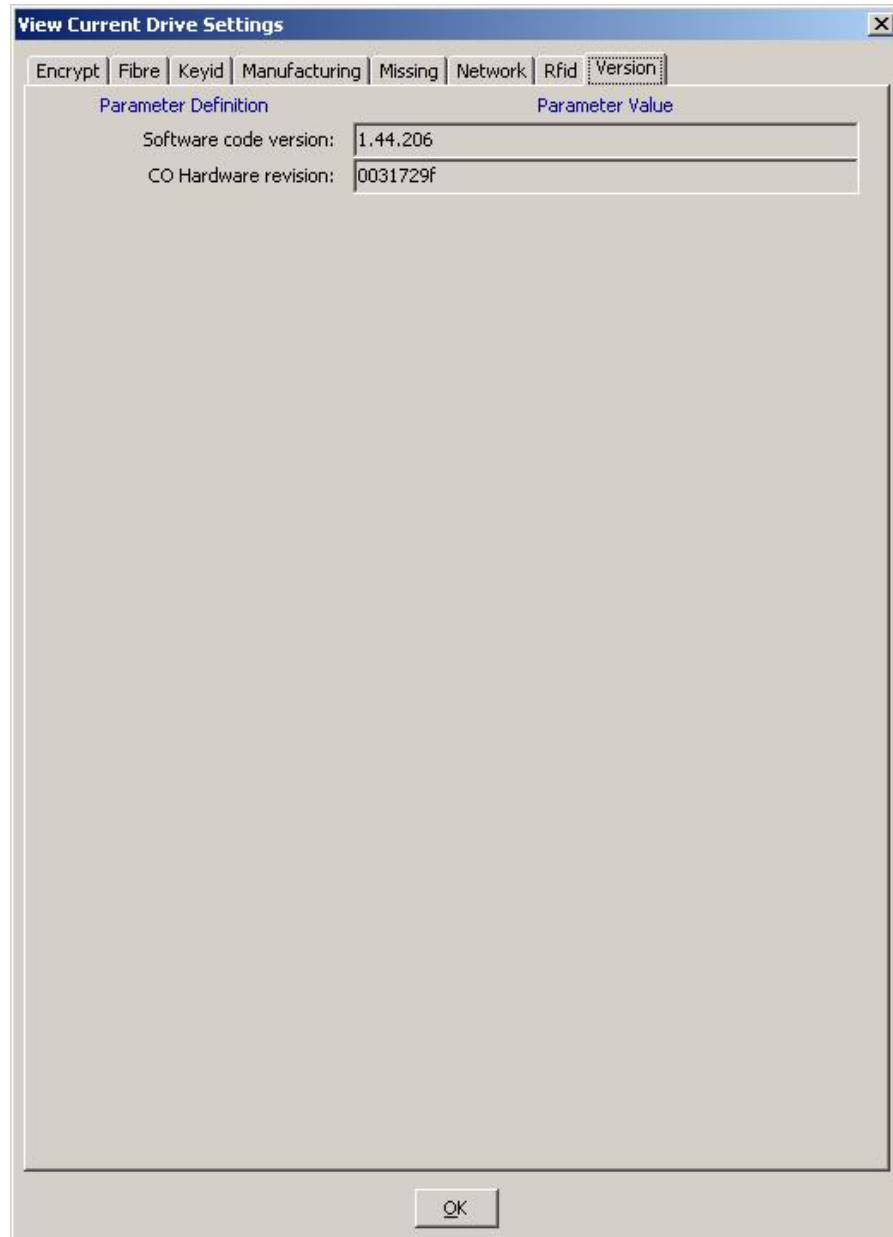 View Current Drive Settings
Encrypt Fibre Keyid Manufacturing Missing Network Rfid Version
Parameter Definition Parameter Value
Software code version: 1.44.206
CO Hardware revision: 0031729f
OK